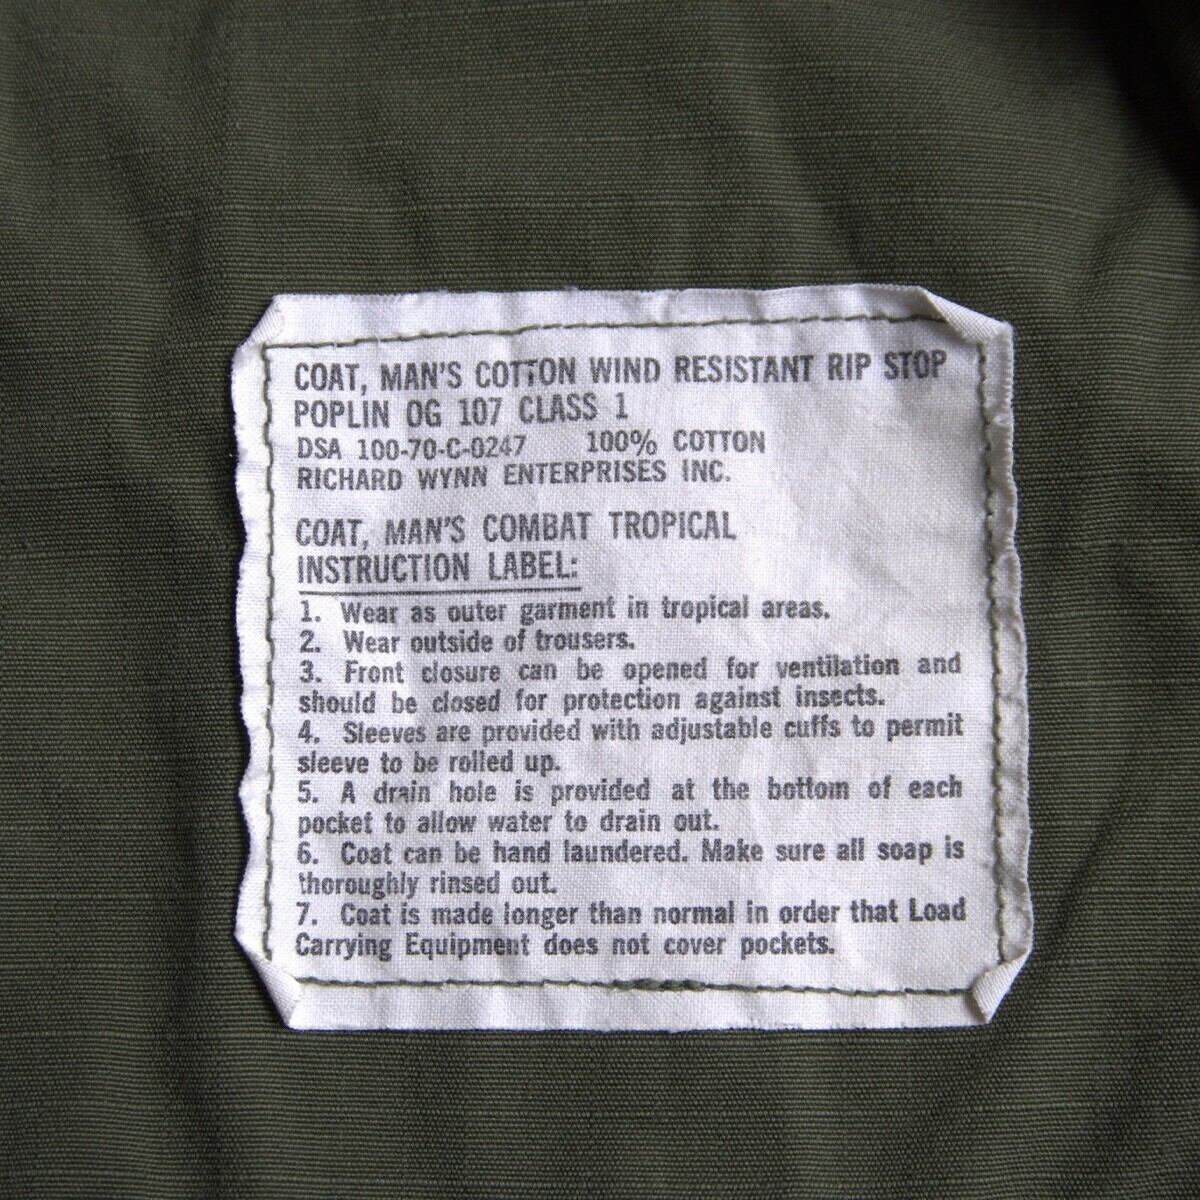 COAT, MAN'S COTTON WIND RESISTANT RIP STOP
POPLIN OG 107 CLASS 1
DSA 100-70-C-0247 100% COTTON
RICHARD WYNN ENTERPRISES INC.
COAT, MAN'S COMBAT TROPICAL
INSTRUCTION LABEL:
1. Wear as outer garment in tropical areas.
2. Wear outside of trousers.
3. Front closure can be opened for ventilation and
should be closed for protection against insects.
4. Sleeves are provided with adjustable cuffs to permit
sleeve to be rolled up.
5. A drain hole is provided at the bottom of each
pocket to allow water to drain out.
6. Coat can be hand laundered. Make sure all soap is
thoroughly rinsed out.
7. Coat is made longer than normal in order that Load
Carrying Equipment does not cover pockets.